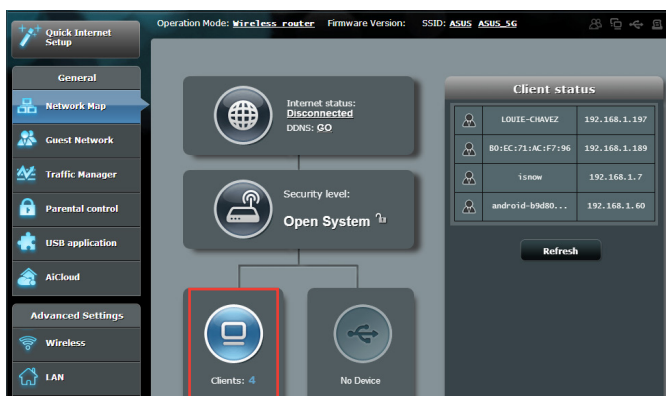 Quick Internet
Setup
Operation Mode: Wireless router Firmware Version: SSID: ASUS ASUS_5G
General
Network Map
Guest Network
Traffic Manager
Parental control
USB application
AiCloud
Advanced Settings
Wireless
LAN
Internet status:
Disconnected
DDNS: GO
Security level:
Open System
Clients: 4
No Device
Client status
LOUIE-CHAVEZ 192.168.1.197
B0:EC:71:AC:F7:96 192.168.1.189
isnow 192.168.1.7
android-b9d80... 192.168.1.60
Refresh